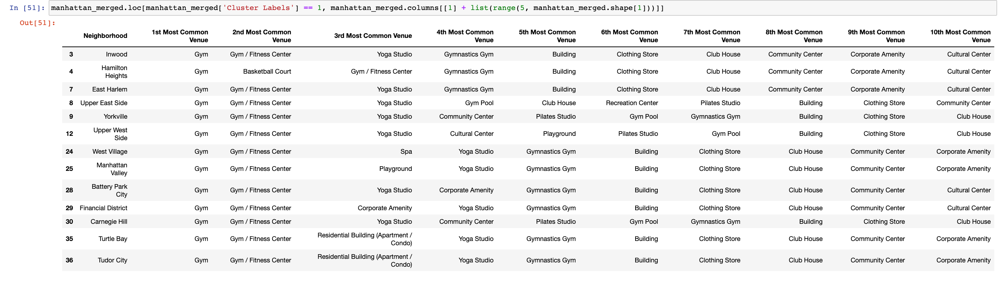 In [51]: manhattan_merged.loc[manhattan_merged['Cluster Labels'] == 1, manhattan_merged.columns[[1] + list(range(5, manhattan_merged.shape[1]))]]
Out[51]:
Neighborhood 1st Most Common Venue 2nd Most Common Venue 3rd Most Common Venue 4th Most Common Venue 5th Most Common Venue 6th Most Common Venue 7th Most Common Venue 8th Most Common Venue 9th Most Common Venue 10th Most Common Venue
3 Inwood Gym Gym / Fitness Center Yoga Studio Gymnastics Gym Building Clothing Store Club House Community Center Corporate Amenity Cultural Center
4 Hamilton Heights Gym Basketball Court Gym / Fitness Center Gymnastics Gym Building Clothing Store Club House Community Center Corporate Amenity Cultural Center
7 East Harlem Gym Gym / Fitness Center Yoga Studio Gymnastics Gym Building Clothing Store Club House Community Center Corporate Amenity Cultural Center
8 Upper East Side Gym Gym / Fitness Center Yoga Studio Gym Pool Club House Recreation Center Pilates Studio Building Clothing Store Community Center
9 Yorkville Gym Gym / Fitness Center Yoga Studio Community Center Pilates Studio Gym Pool Gymnastics Gym Building Clothing Store Club House
12 Upper West Side Gym Gym / Fitness Center Yoga Studio Cultural Center Playground Pilates Studio Gym Pool Building Clothing Store Club House
24 West Village Gym Gym / Fitness Center Spa Yoga Studio Gymnastics Gym Building Clothing Store Club House Community Center Corporate Amenity
25 Manhattan Valley Gym Gym / Fitness Center Playground Yoga Studio Gymnastics Gym Building Clothing Store Club House Community Center Corporate Amenity
28 Battery Park City Gym Gym / Fitness Center Yoga Studio Corporate Amenity Gymnastics Gym Building Clothing Store Club House Community Center Cultural Center
29 Financial District Gym Gym / Fitness Center Corporate Amenity Yoga Studio Gymnastics Gym Building Clothing Store Club House Community Center Cultural Center
30 Carnegie Hill Gym Gym / Fitness Center Yoga Studio Community Center Pilates Studio Gym Pool Gymnastics Gym Building Clothing Store Club House
35 Turtle Bay Gym Gym / Fitness Center Residential Building (Apartment / Condo) Yoga Studio Gymnastics Gym Building Clothing Store Club House Community Center Corporate Amenity
36 Tudor City Gym Gym / Fitness Center Residential Building (Apartment / Condo) Yoga Studio Gymnastics Gym Building Clothing Store Club House Community Center Corporate Amenity